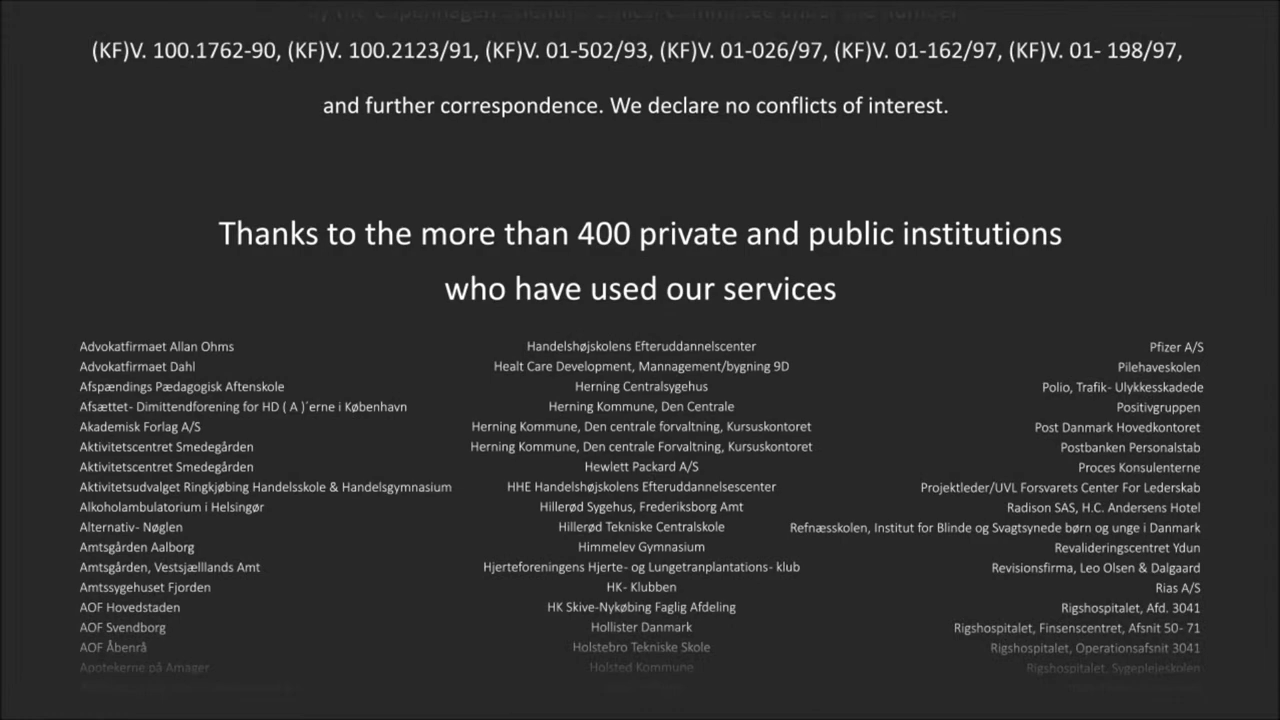 (KF)V. 100.1762-90, (KF)V. 100.2123/91, (KF)V. 01-502/93, (KF)V. 01-026/97, (KF)V. 01-162/97, (KF)V. 01- 198/97,
and further correspondence. We declare no conflicts of interest.
Thanks to the more than 400 private and public institutions
who have used our services
Advokatfirmaet Allan Ohms
Advokatfirmaet Dahl
Afspændings Pædagogisk Aftenskole
Afsættet- Dimittendforening for HD ( A )´erne i København
Akademisk Forlag A/S
Aktivitetscentret Smedegården
Aktivitetscentret Smedegården
Aktivitetsudvalget Ringkjøbing Handelsskole & Handelsgymnasium
Alkoholambulatorium i Helsingør
Alternativ- Nøglen
Amtsgården Aalborg
Amtsgården, Vestsjælllands Amt
Amtssygehuset Fjorden
AOF Hovedstaden
AOF Svendborg
AOF Åbenrå
Apotekerne på Amager
Handelshøjskolens Efteruddannelscenter
Healt Care Development, Mannagement/bygning 9D
Herning Centralsygehus
Herning Kommune, Den Centrale
Herning Kommune, Den centrale forvaltning, Kursuskontoret
Herning Kommune, Den centrale Forvaltning, Kursuskontoret
Hewlett Packard A/S
HHE Handelshøjskolens Efteruddannelsescenter
Hillerød Sygehus, Frederiksborg Amt
Hillerød Tekniske Centralskole
Himmelev Gymnasium
Hjerteforeningens Hjerte- og Lungetranplantations- klub
HK- Klubben
HK Skive-Nykøbing Faglig Afdeling
Hollister Danmark
Holstebro Tekniske Skole
Holsted Kommune
Pfizer A/S
Pilehaveskolen
Polio, Trafik- Ulykkesskadede
Positivgruppen
Post Danmark Hovedkontoret
Postbanken Personalstab
Proces Konsulenterne
Projektleder/UVL Forsvarets Center For Lederskab
Radison SAS, H.C. Andersens Hotel
Refnæsskolen, Institut for Blinde og Svagtsynede børn og unge i Danmark
Revalideringscentret Ydun
Revisionsfirma, Leo Olsen & Dalgaard
Rias A/S
Rigshospitalet, Afd. 3041
Rigshospitalet, Finsenscentret, Afsnit 50- 71
Rigshospitalet, Operationsafsnit 3041
Rigshospitalet, Sygeplejeskolen